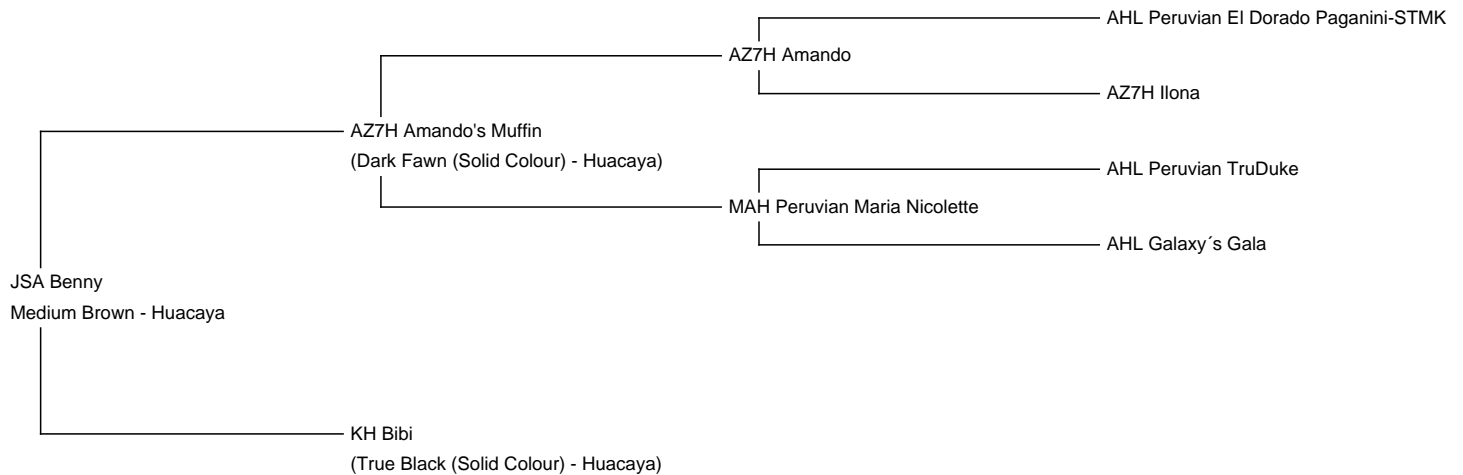 AHL Peruvian El Dorado Paganini-STMK
AZ7H Amando
AZ7H Ilona
AZ7H Amando's Muffin
(Dark Fawn (Solid Colour) - Huacaya)
AHL Peruvian TruDuke
MAH Peruvian Maria Nicolette
AHL Galaxy´s Gala
JSA Benny
Medium Brown - Huacaya
KH Bibi
(True Black (Solid Colour) - Huacaya)